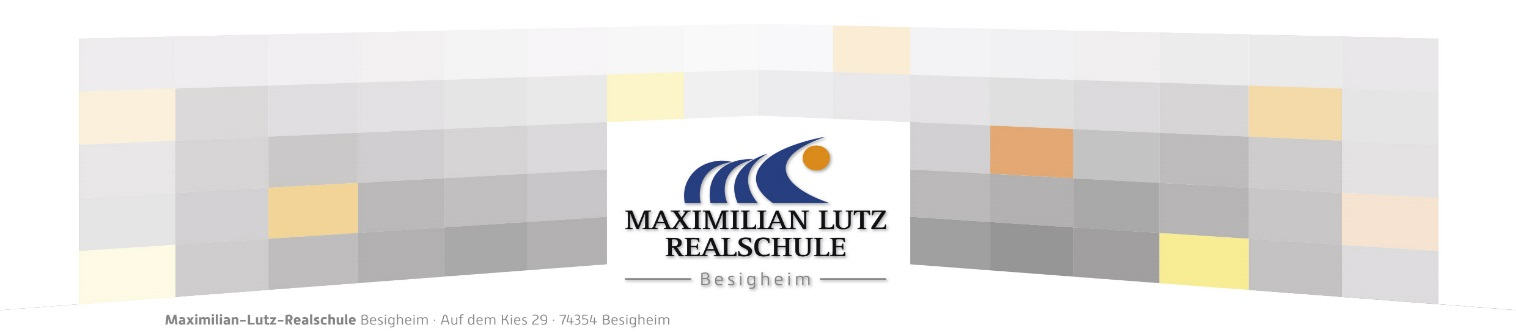 MAXIMILIAN LUTZ
REALSCHULE
Besigheim
Maximilian-Lutz-Realschule Besigheim · Auf dem Kies 29 · 74354 Besigheim